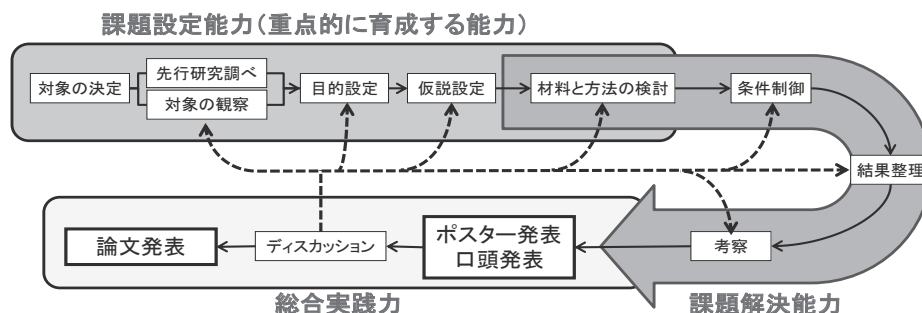 課題設定能力(重点的に育成する能力)
対象の決定
先行研究調べ
対象の観察
目的設定
仮説設定
材料と方法の検討
条件制御
結果整理
考察
ポスター発表
口頭発表
ディスカッション
論文発表
総合実践力
課題解決能力